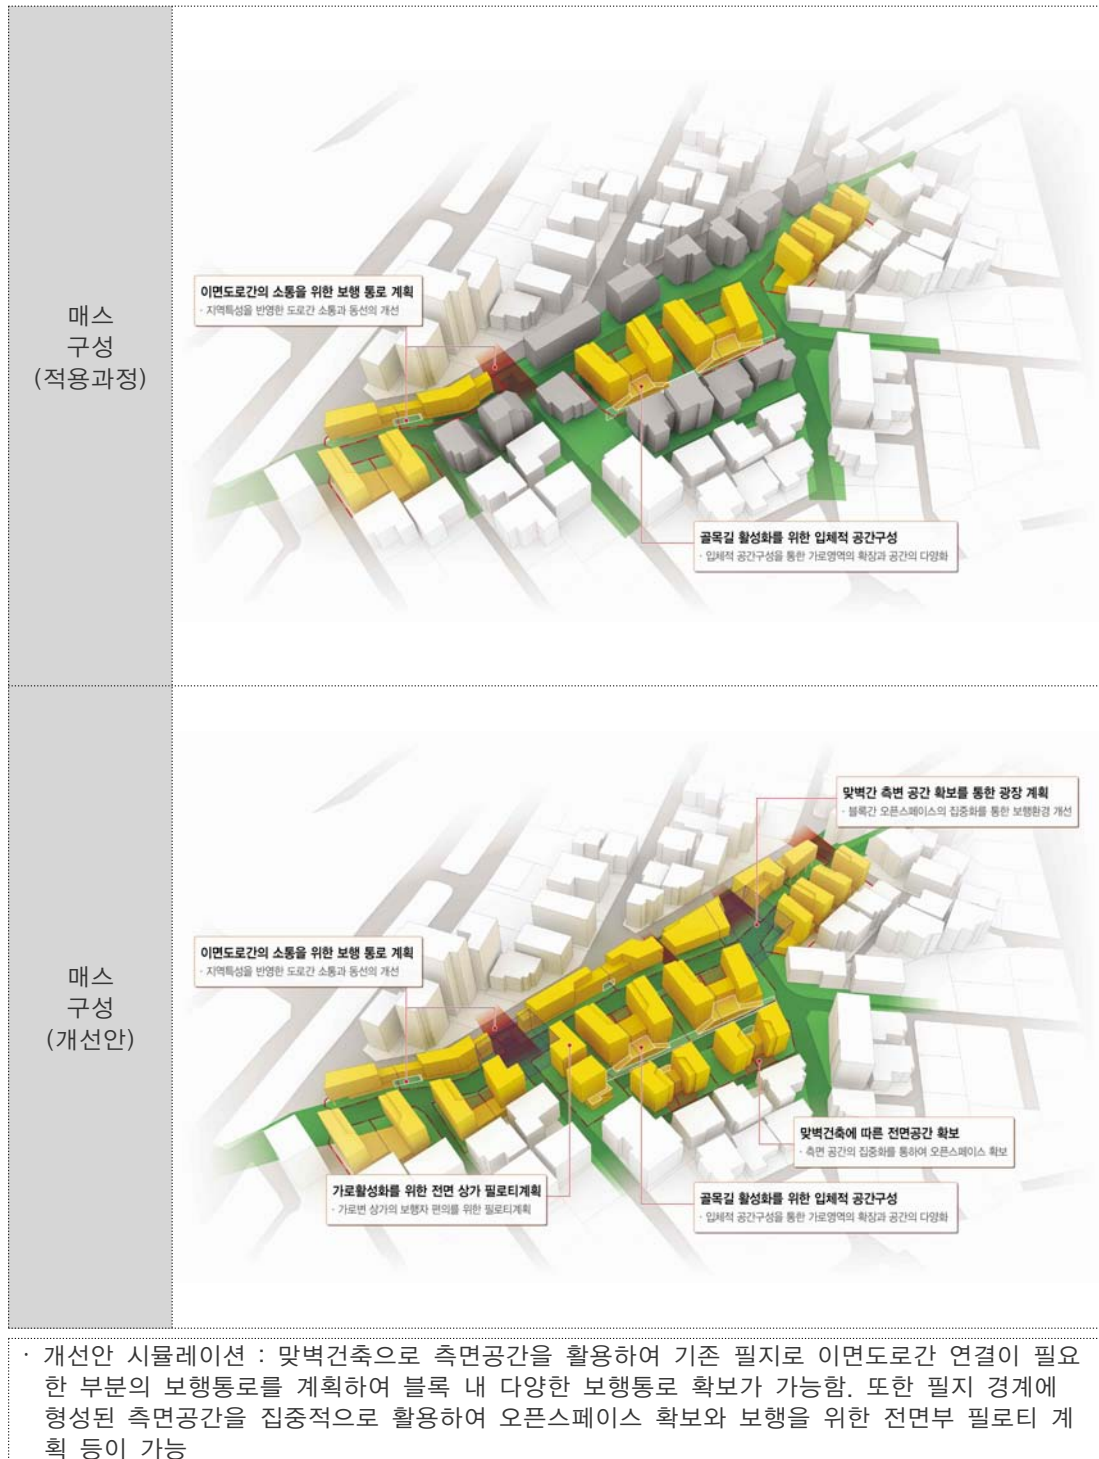 매스
구성
(적용과정)
이면도로간의 소통을 위한 보행 통로 계획
· 지역특성을 반영한 도로간 소통과 동선의 개선
골목길 활성화를 위한 입체적 공간구성
· 입체적 공간구성을 통한 가로영역의 확장과 공간의 다양화
매스
구성
(개선안)
맞벽간 측변 공간 확보를 통한 광장 계획
· 블록간 오픈스페이스의 집중화를 통한 보행환경 개선
이면도로간의 소통을 위한 보행 통로 계획
· 지역특성을 반영한 도로간 소통과 동선의 개선
맞벽건축에 따른 전면공간 확보
· 측면 공간의 집중화를 통하여 오픈스페이스 확보
가로활성화를 위한 전면 상가 필로티계획
· 가로변 상가의 보행자 편의를 위한 필로티계획
골목길 활성화를 위한 입체적 공간구성
· 입체적 공간구성을 통한 가로영역의 확장과 공간의 다양화
· 개선안 시뮬레이션 : 맞벽건축으로 측면공간을 활용하여 기존 필지로 이면도로간 연결이 필요
한 부분의 보행통로를 계획하여 블록 내 다양한 보행통로 확보가 가능함. 또한 필지 경계에
형성된 측면공간을 집중적으로 활용하여 오픈스페이스 확보와 보행을 위한 전면부 필로티 계
획 등이 가능